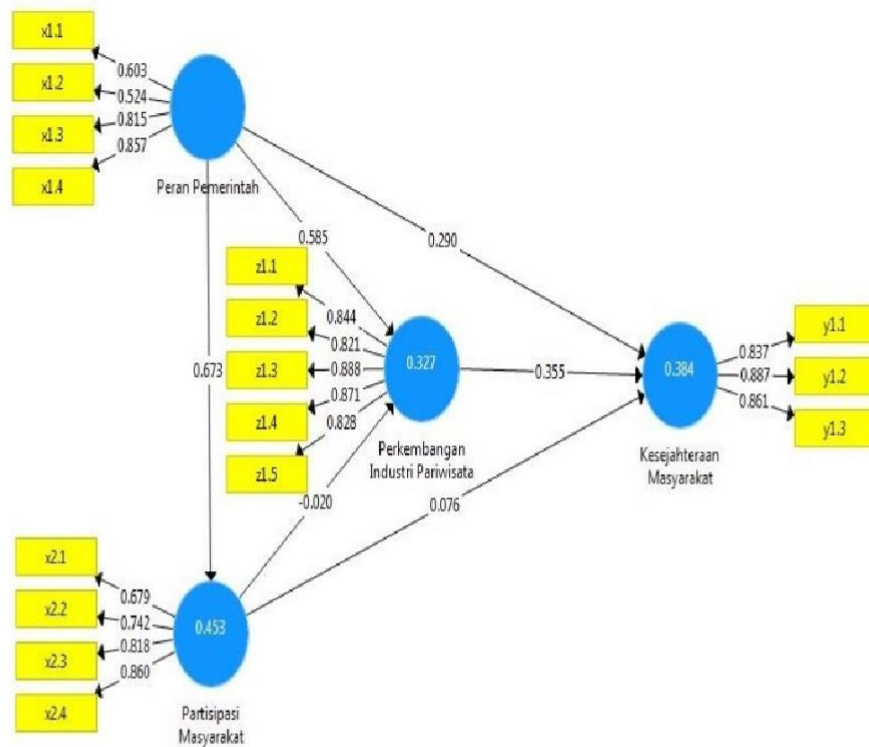 x1.1
x1.2
x1.3
x1.4
0.603
0.524
0.815
0.857
Peran Pemerintah
0.585
0.290
0.673
z1.1
z1.2
z1.3
z1.4
z1.5
0.844
0.821
0.888
0.871
0.828
0.327
Perkembangan
Industri Pariwisata
0.355
0.384
Kesejahteraan
Masyarakat
0.837
0.887
0.861
y1.1
y1.2
y1.3
-0.020
0.076
x2.1
x2.2
x2.3
x2.4
0.679
0.742
0.818
0.860
0.453
Partisipasi
Masyarakat